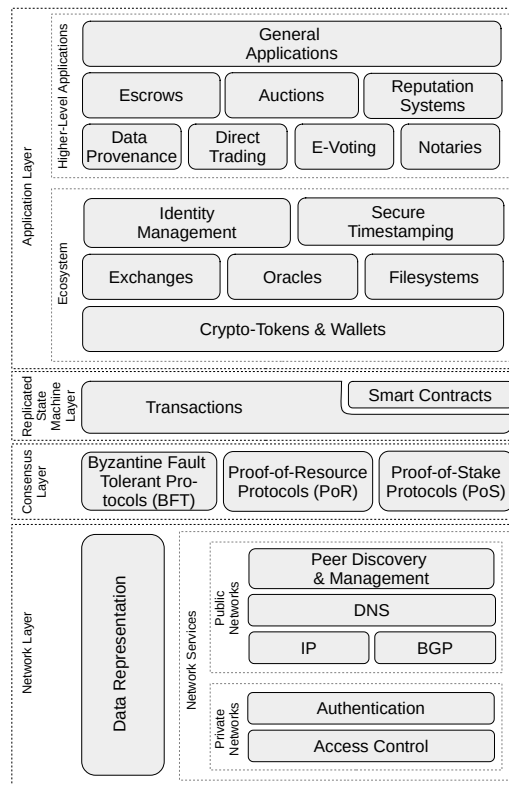 Application Layer
Higher-Level Applications
General
Applications
Escrows
Auctions
Reputation
Systems
Data
Provenance
Direct
Trading
E-Voting
Notaries
Ecosystem
Identity
Management
Secure
Timestamping
Exchanges
Oracles
Filesystems
Crypto-Tokens & Wallets
Replicated
State
Machine
Layer
Transactions
Smart Contracts
Consensus
Layer
Byzantine Fault
Tolerant Pro-
tocols (BFT)
Proof-of-Resource
Protocols (PoR)
Proof-of-Stake
Protocols (PoS)
Network Layer
Data Representation
Network Services
Public
Networks
Peer Discovery
& Management
DNS
IP
BGP
Private
Networks
Authentication
Access Control